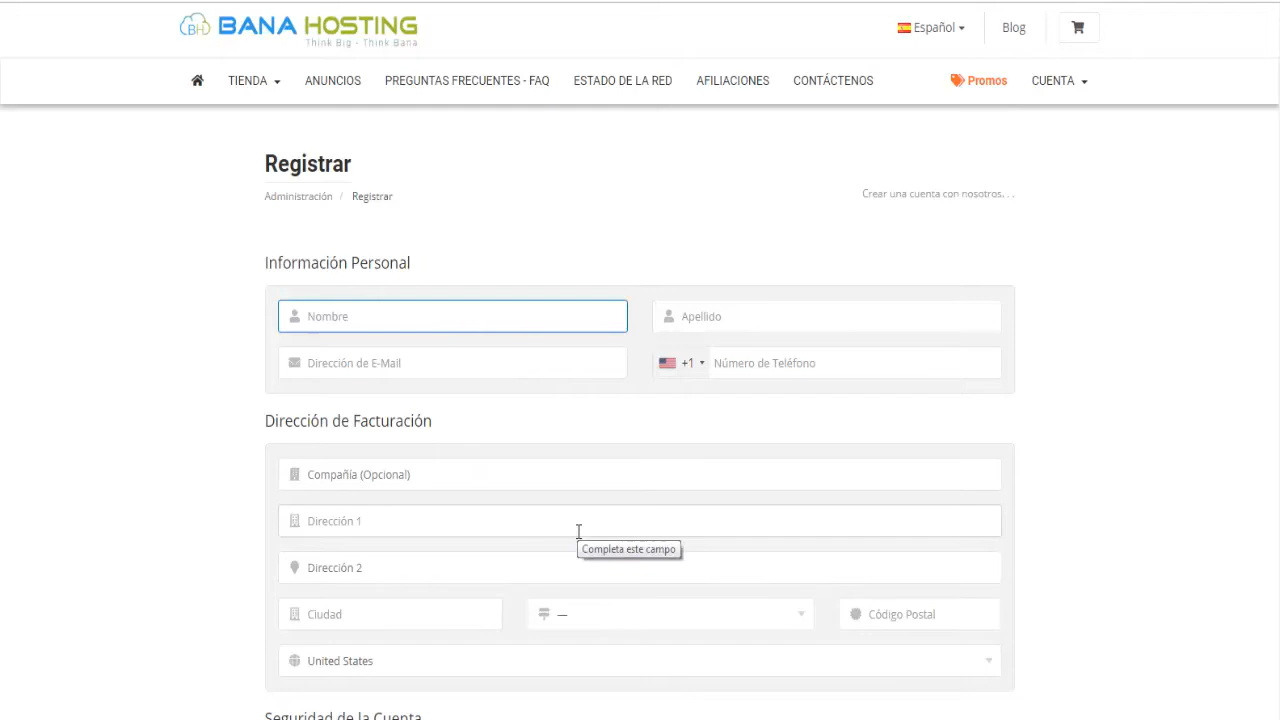 BH BANA HOSTING
Think Big - Think Bana
Español
Blog
TIENDA
ANUNCIOS
PREGUNTAS FRECUENTES - FAQ
ESTADO DE LA RED
AFILIACIONES
CONTÁCTENOS
Promos
CUENTA
Registrar
Administración / Registrar
Crear una cuenta con nosotros. . .
Información Personal
Nombre
Apellido
Dirección de E-Mail
+1
Número de Teléfono
Dirección de Facturación
Compañía (Opcional)
Dirección 1
Completa este campo
Dirección 2
Ciudad
—
Código Postal
United States
Seguridad de la Cuenta